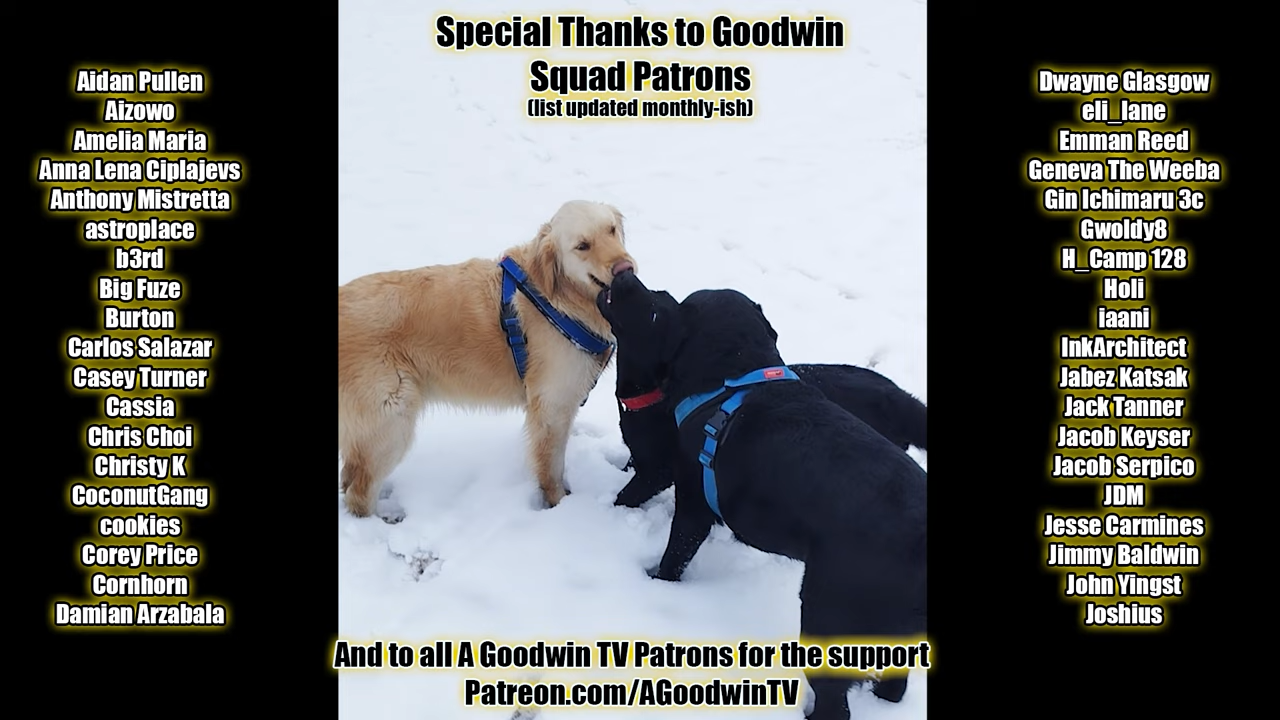 Special Thanks to Goodwin
Squad Patrons
(list updated monthly-ish)
Aidan Pullen
Aizowo
Amelia Maria
Anna Lena Ciplajevs
Anthony Mistretta
astroplace
b3rd
Big Fuze
Burton
Carlos Salazar
Casey Turner
Cassia
Chris Choi
Christy K
CoconutGang
cookies
Corey Price
Cornhorn
Damian Arzabala
Dwayne Glasgow
eli_lane
Emman Reed
Geneva The Weeba
Gin Ichimaru 3c
Gwoldy8
H_Camp 128
Holi
iaani
InkArchitect
Jabez Katsak
Jack Tanner
Jacob Keyser
Jacob Serpico
JDM
Jesse Carmines
Jimmy Baldwin
John Yingst
Joshius
And to all A Goodwin TV Patrons for the support
Patreon.com/AGoodwinTV